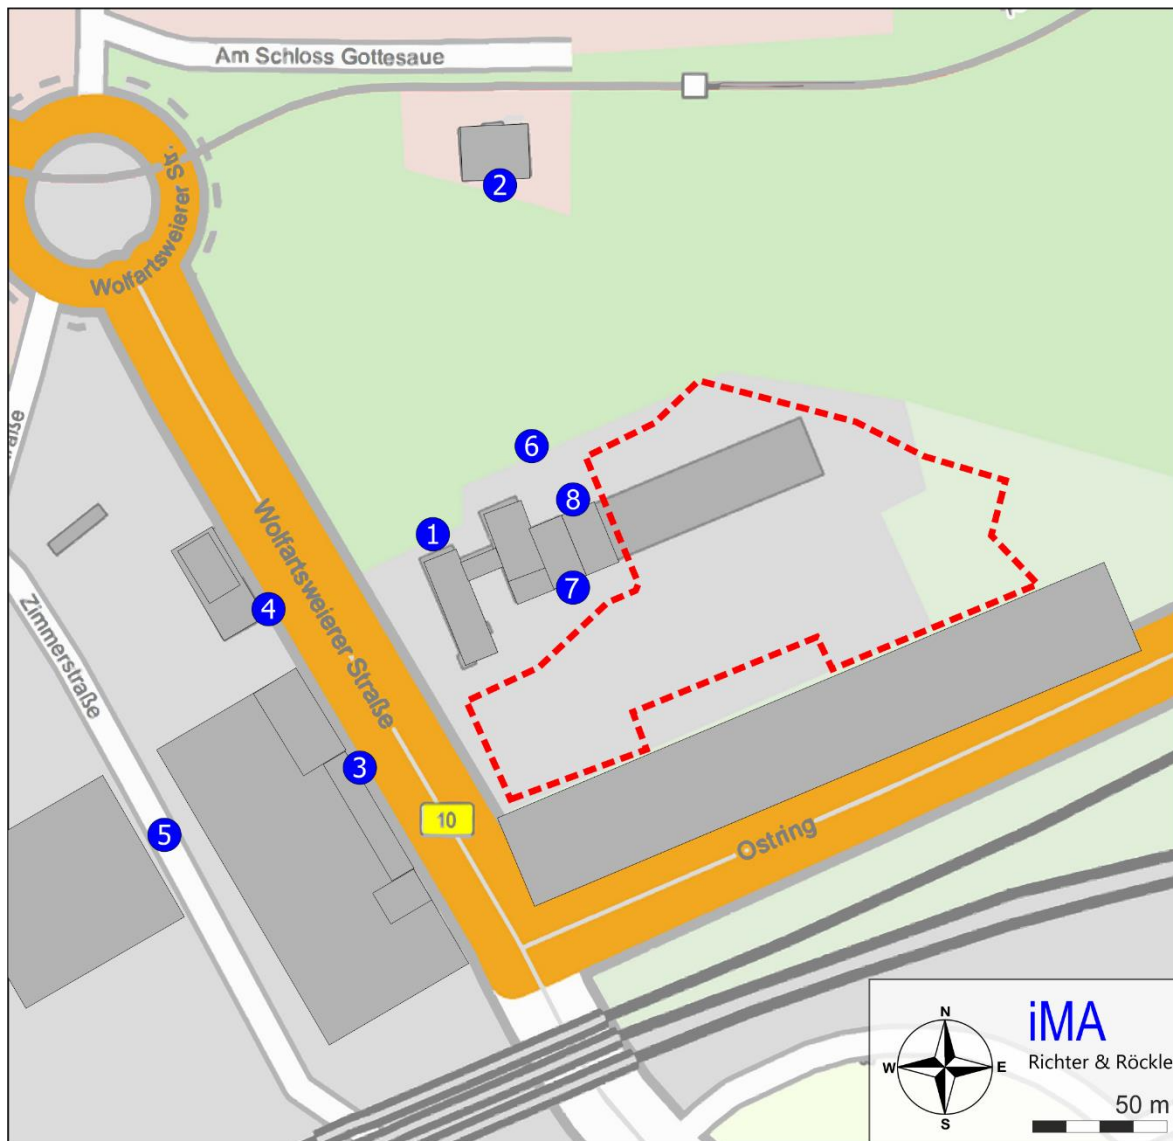 Am Schloss Gottesaue
Wolfartsweierer Str.
2
6
8
1
7
Wolfartsweierer Straße
4
Zimmerstraße
raße
3
5
10
Ostring
N
W E
S
iMA
Richter & Röckle
50 m